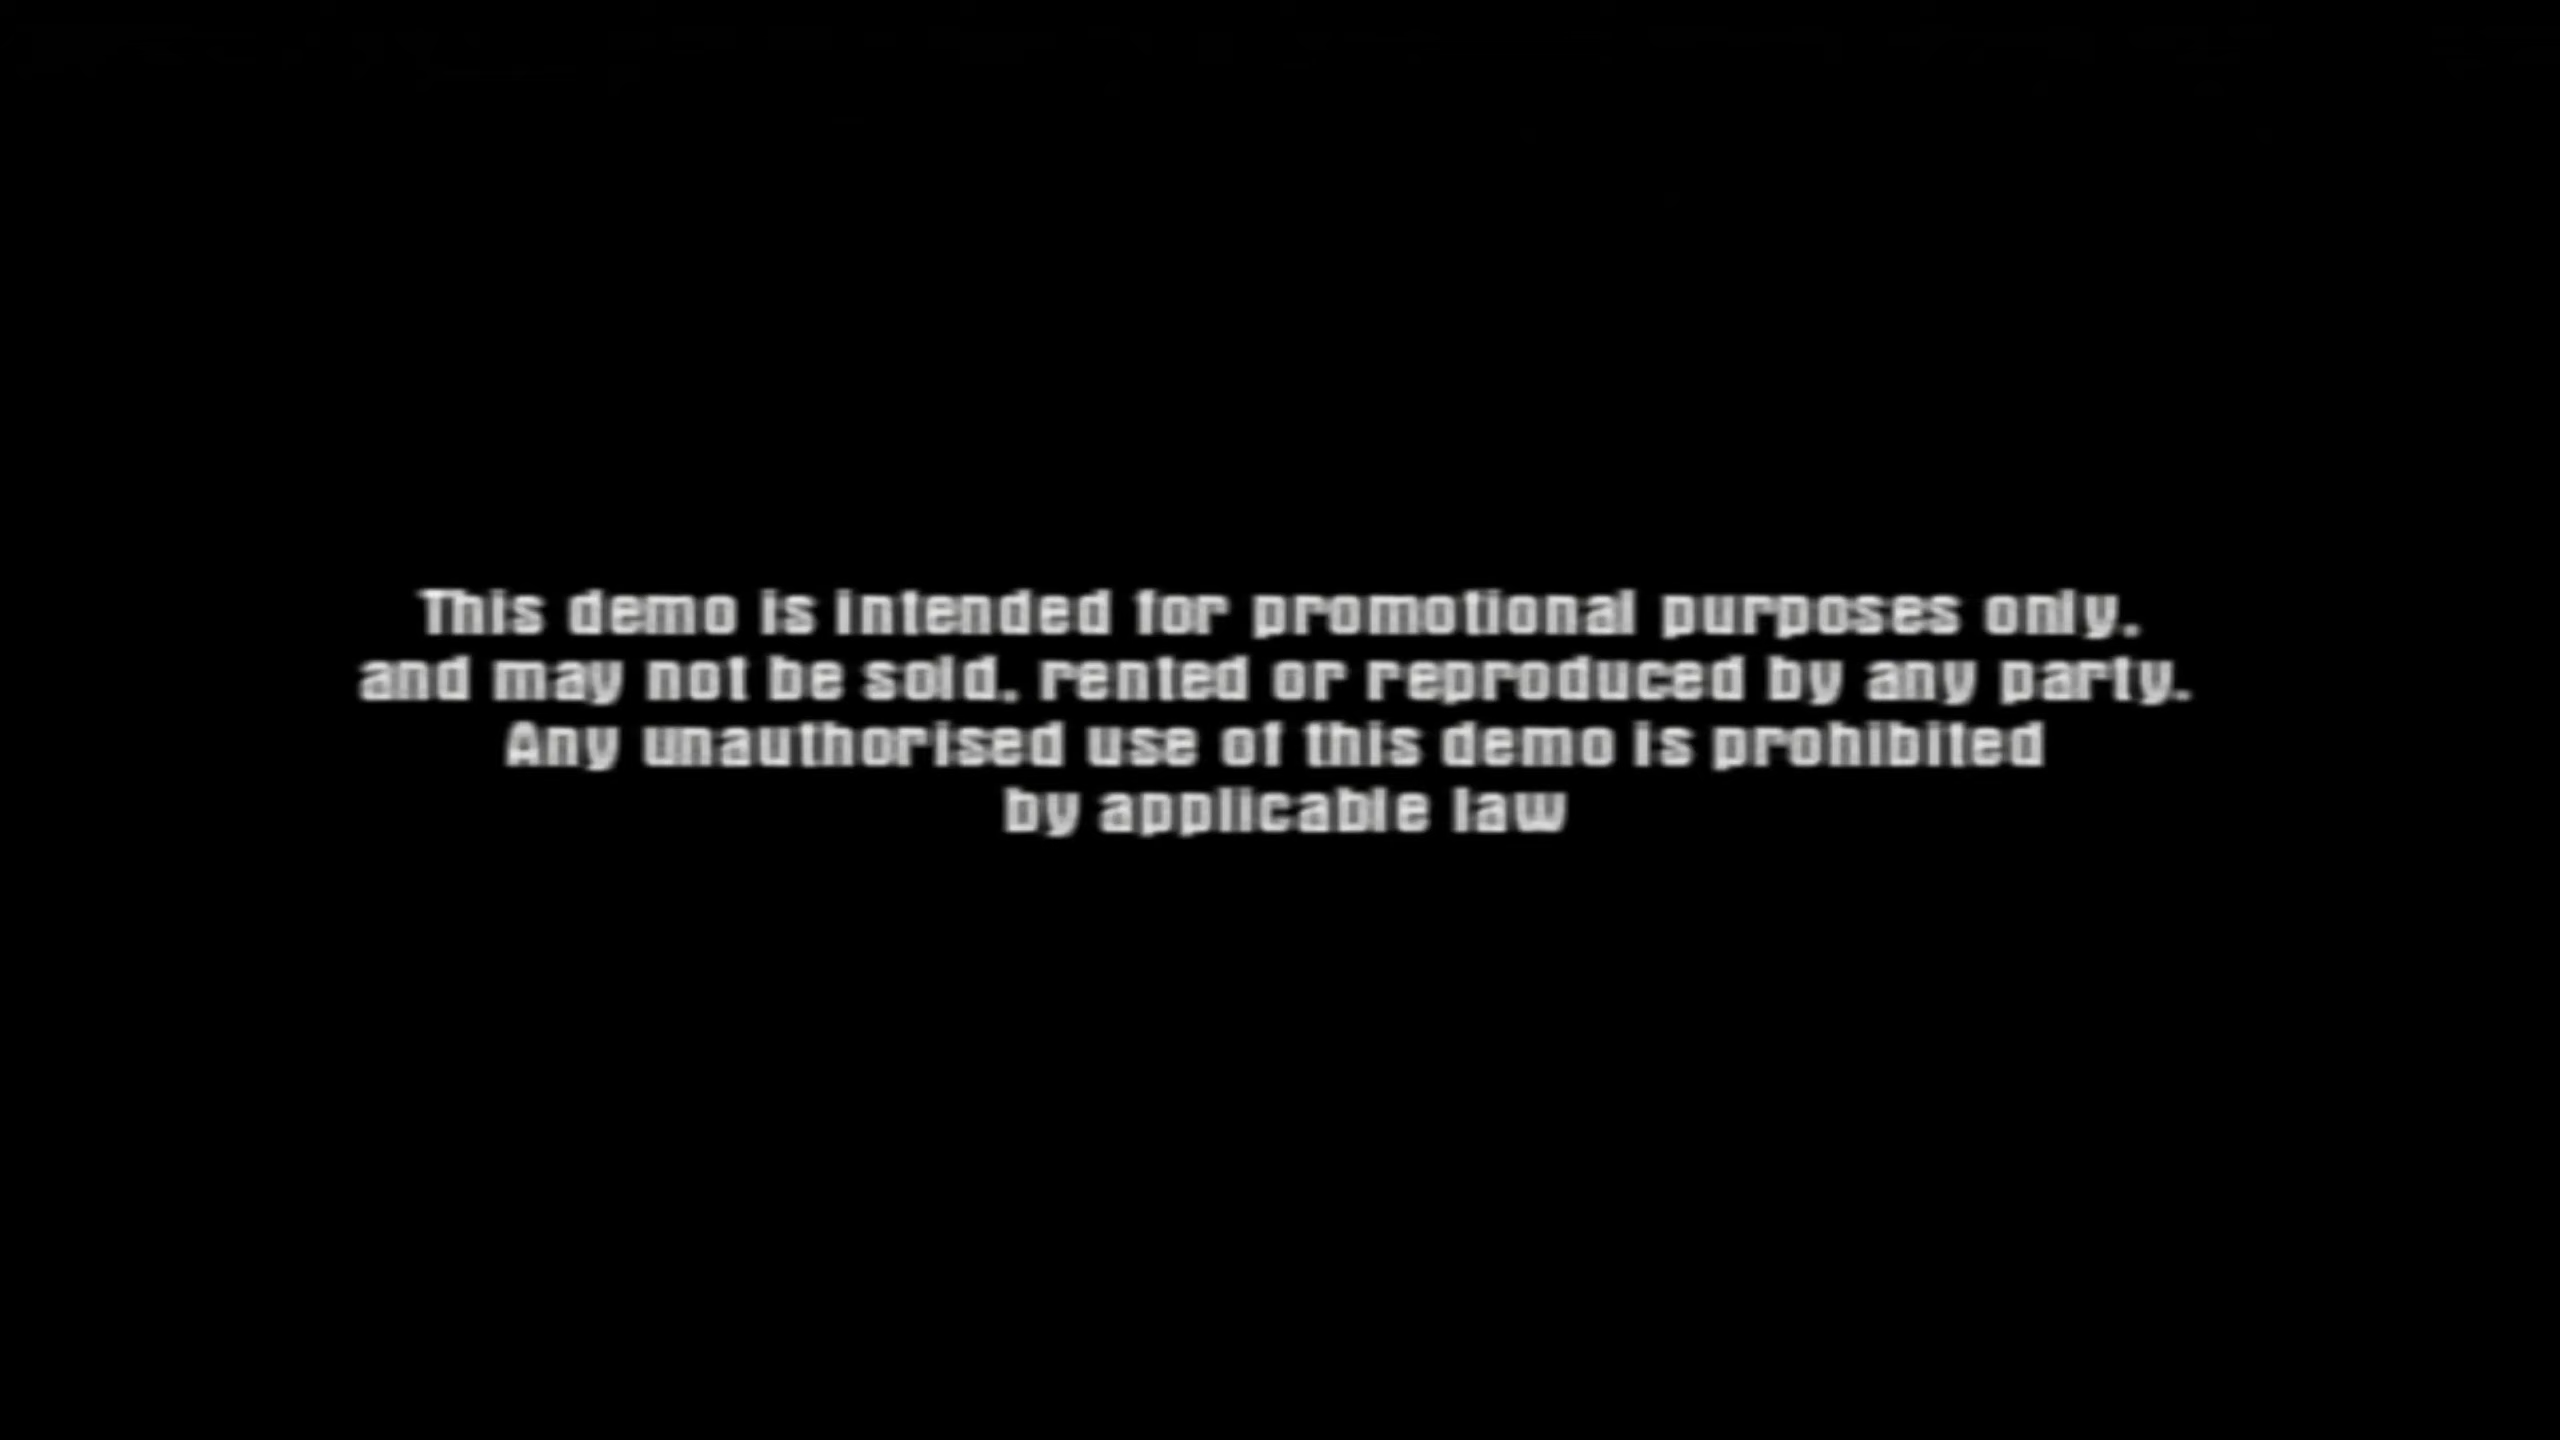 This demo is intended for promotional purposes only,
and may not be sold, rented or reproduced by any party.
Any unauthorised use of this demo is prohibited
by applicable law